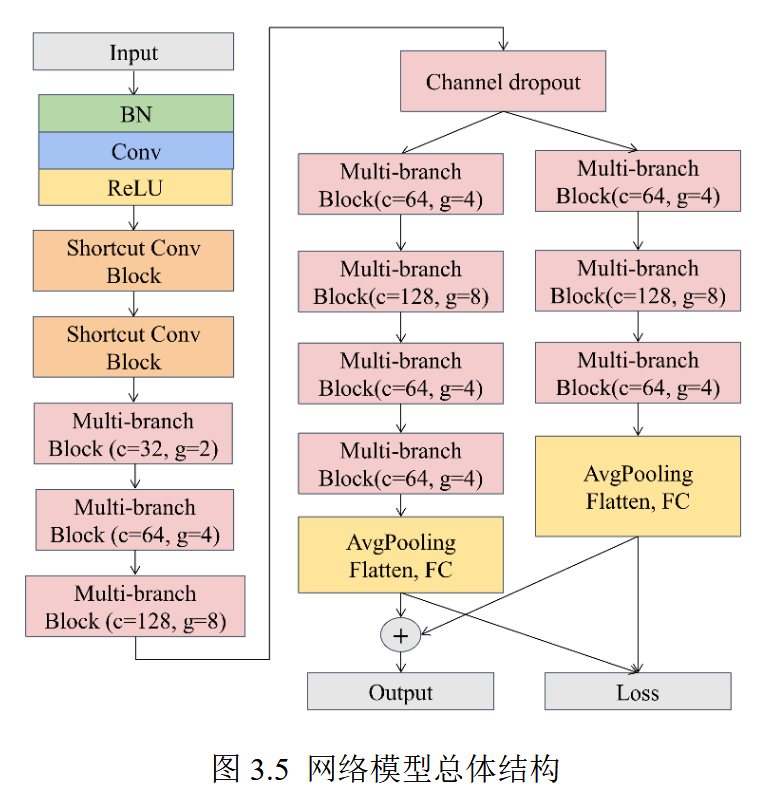 Input
BN
Conv
ReLU
Shortcut Conv
Block
Shortcut Conv
Block
Multi-branch
Block (c=32, g=2)
Multi-branch
Block (c=64, g=4)
Multi-branch
Block (c=128, g=8)
Channel dropout
Multi-branch
Block(c=64, g=4)
Multi-branch
Block(c=128, g=8)
Multi-branch
Block(c=64, g=4)
Multi-branch
Block(c=64, g=4)
AvgPooling
Flatten, FC
+
Output
Multi-branch
Block(c=64, g=4)
Multi-branch
Block(c=128, g=8)
Multi-branch
Block(c=64, g=4)
AvgPooling
Flatten, FC
Loss
图 3.5 网络模型总体结构